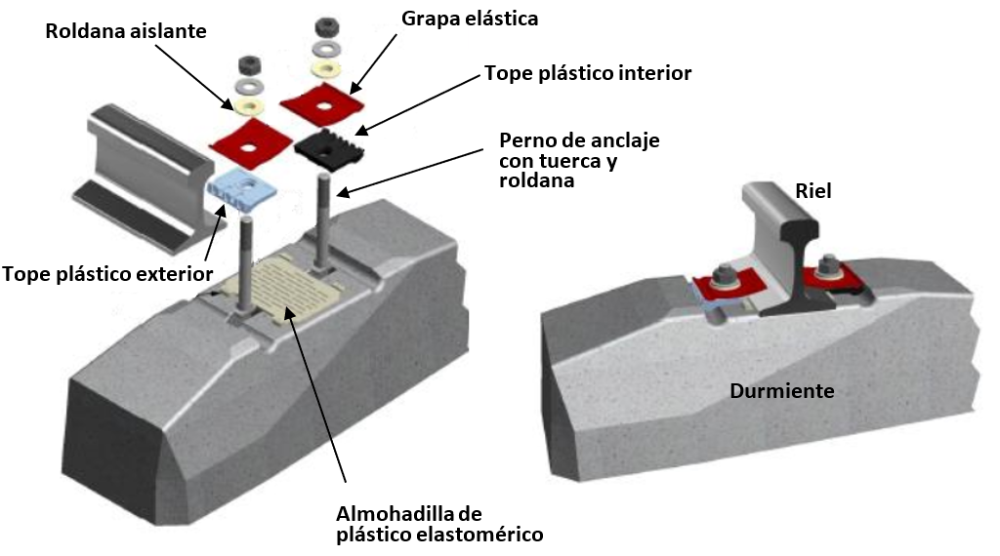 Grapa elástica
Roldana aislante
Tope plástico interior
Perno de anclaje
con tuerca y
roldana
Riel
Tope plástico exterior
Durmiente
Almohadilla de
plástico elastomérico